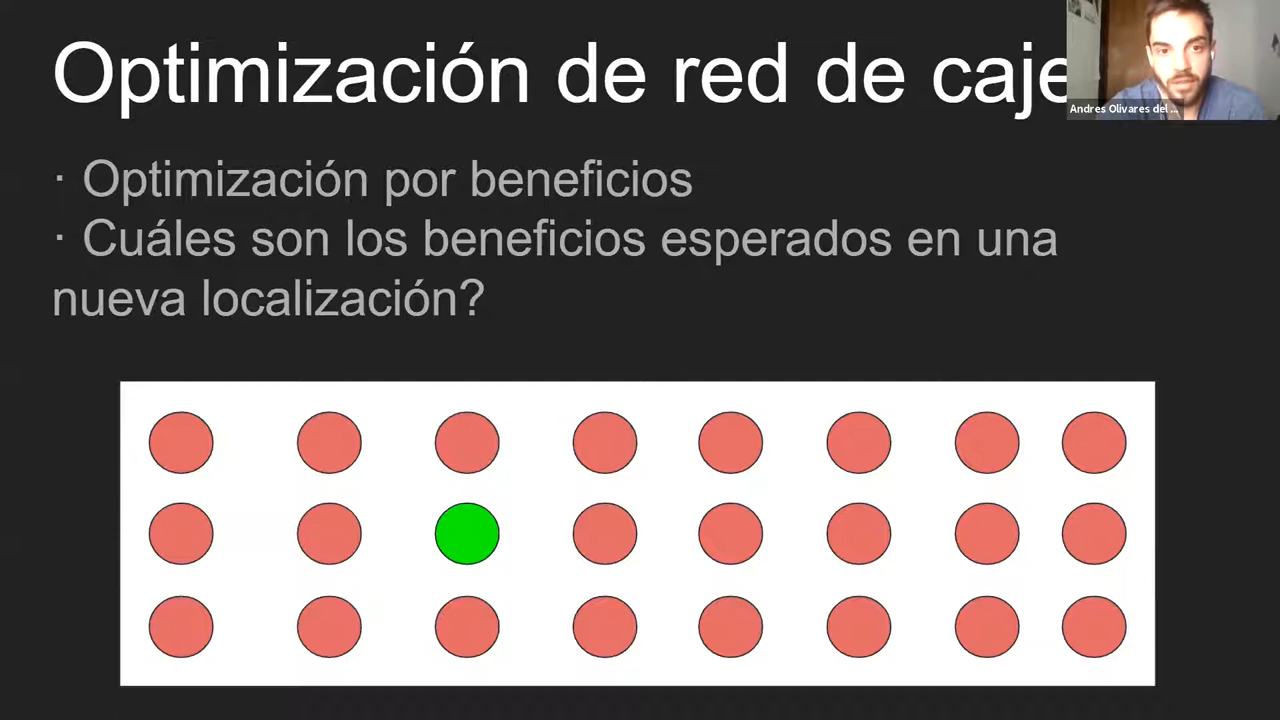 Optimización de red de caje
Andres Olivares del ...
· Optimización por beneficios
· Cuáles son los beneficios esperados en una
nueva localización?